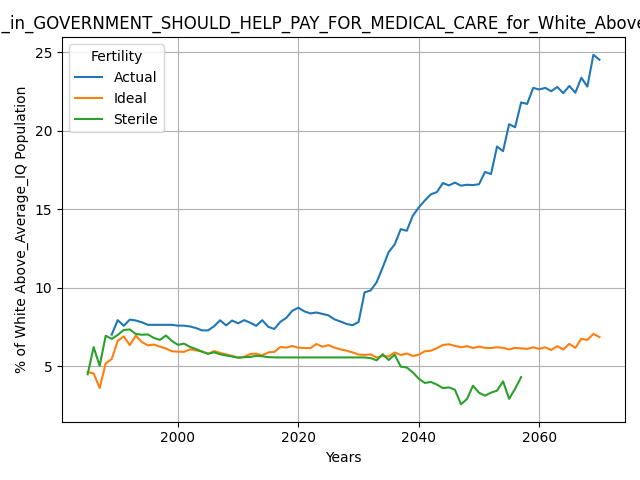 _in_GOVERNMENT_SHOULD_HELP_PAY_FOR_MEDICAL_CARE_for_White_Above
Fertility
Actual
Ideal
Sterile
% of White Above_Average_IQ Population
25
20
15
10
5
2000 2020 2040 2060
Years